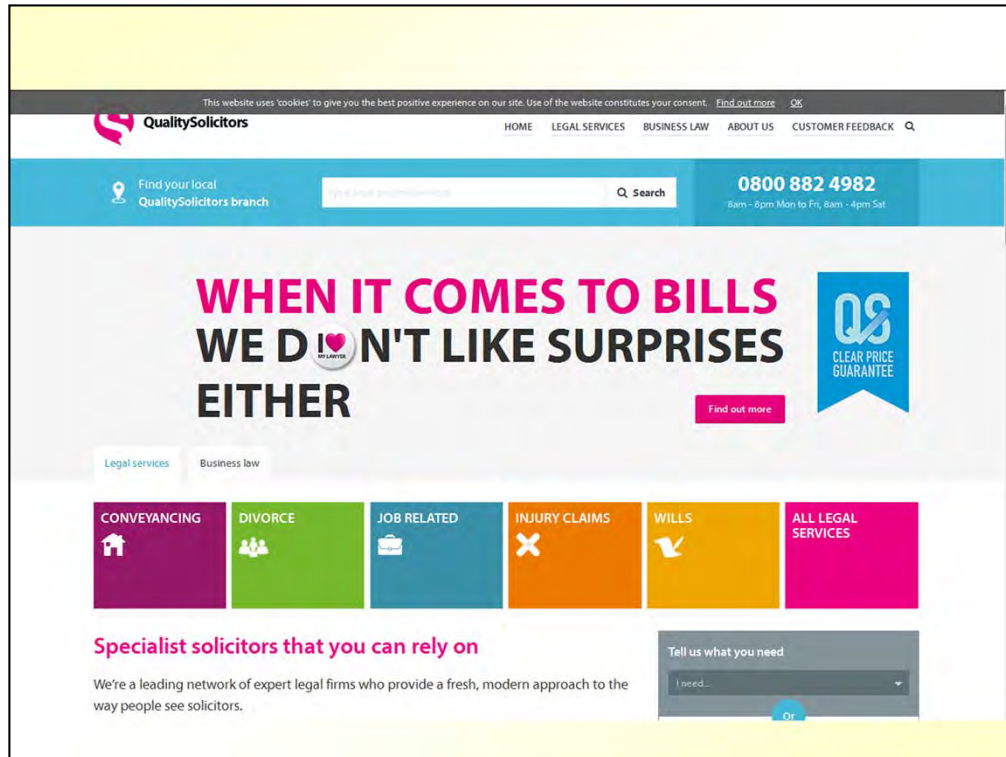 This website uses 'cookies' to give you the best positive experience on our site. Use of the website constitutes your consent. Find out more OK
QualitySolicitors
HOME LEGAL SERVICES BUSINESS LAW ABOUT US CUSTOMER FEEDBACK
Find your local
QualitySolicitors branch
Search
0800 882 4982
8am - 8pm Mon to Fri, 8am - 4pm Sat
WHEN IT COMES TO BILLS
WE D I MY LAWYER N'T LIKE SURPRISES
EITHER
QS
CLEAR PRICE
GUARANTEE
Find out more
Legal services Business law
CONVEYANCING DIVORCE JOB RELATED INJURY CLAIMS WILLS ALL LEGAL
SERVICES
Specialist solicitors that you can rely on
We're a leading network of expert legal firms who provide a fresh, modern approach to the
way people see solicitors.
Tell us what you need
I need...
Or